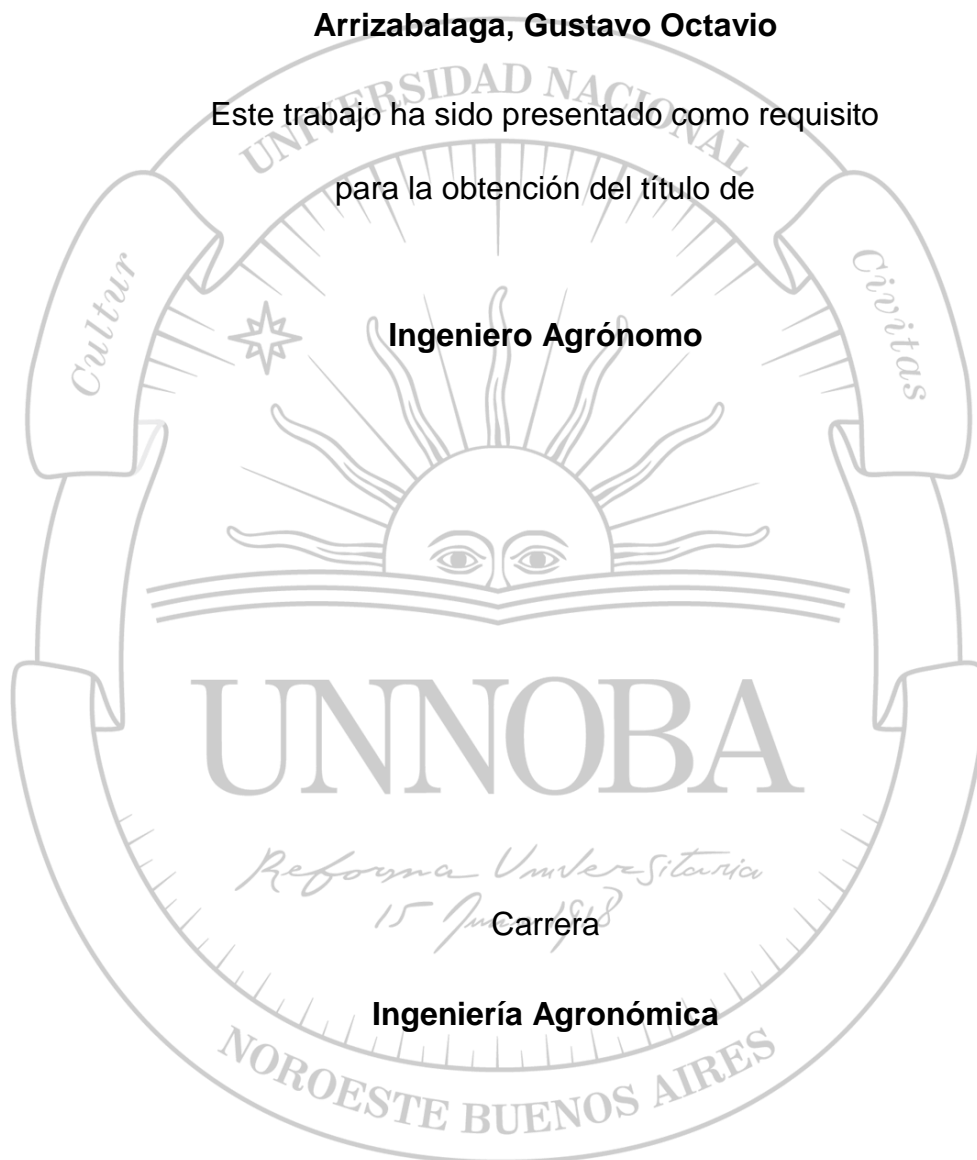 Arrizabalaga, Gustavo Octavio
UNIVERSIDAD NACIONAL
Este trabajo ha sido presentado como requisito
para la obtención del título de
Cultur
Civitas
Ingeniero Agrónomo
UNNOBA
Reforma Universitaria
15 Junio 1918
Carrera
Ingeniería Agronómica
NOROESTE BUENOS AIRES